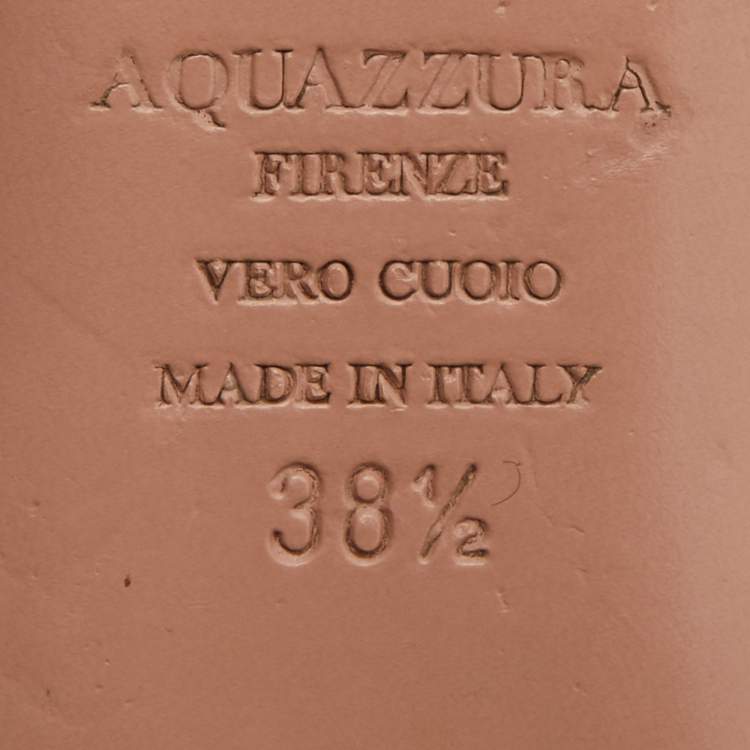 AQUAZZURA
FIRENZE
VERO CUOIO
MADE IN ITALY
38½